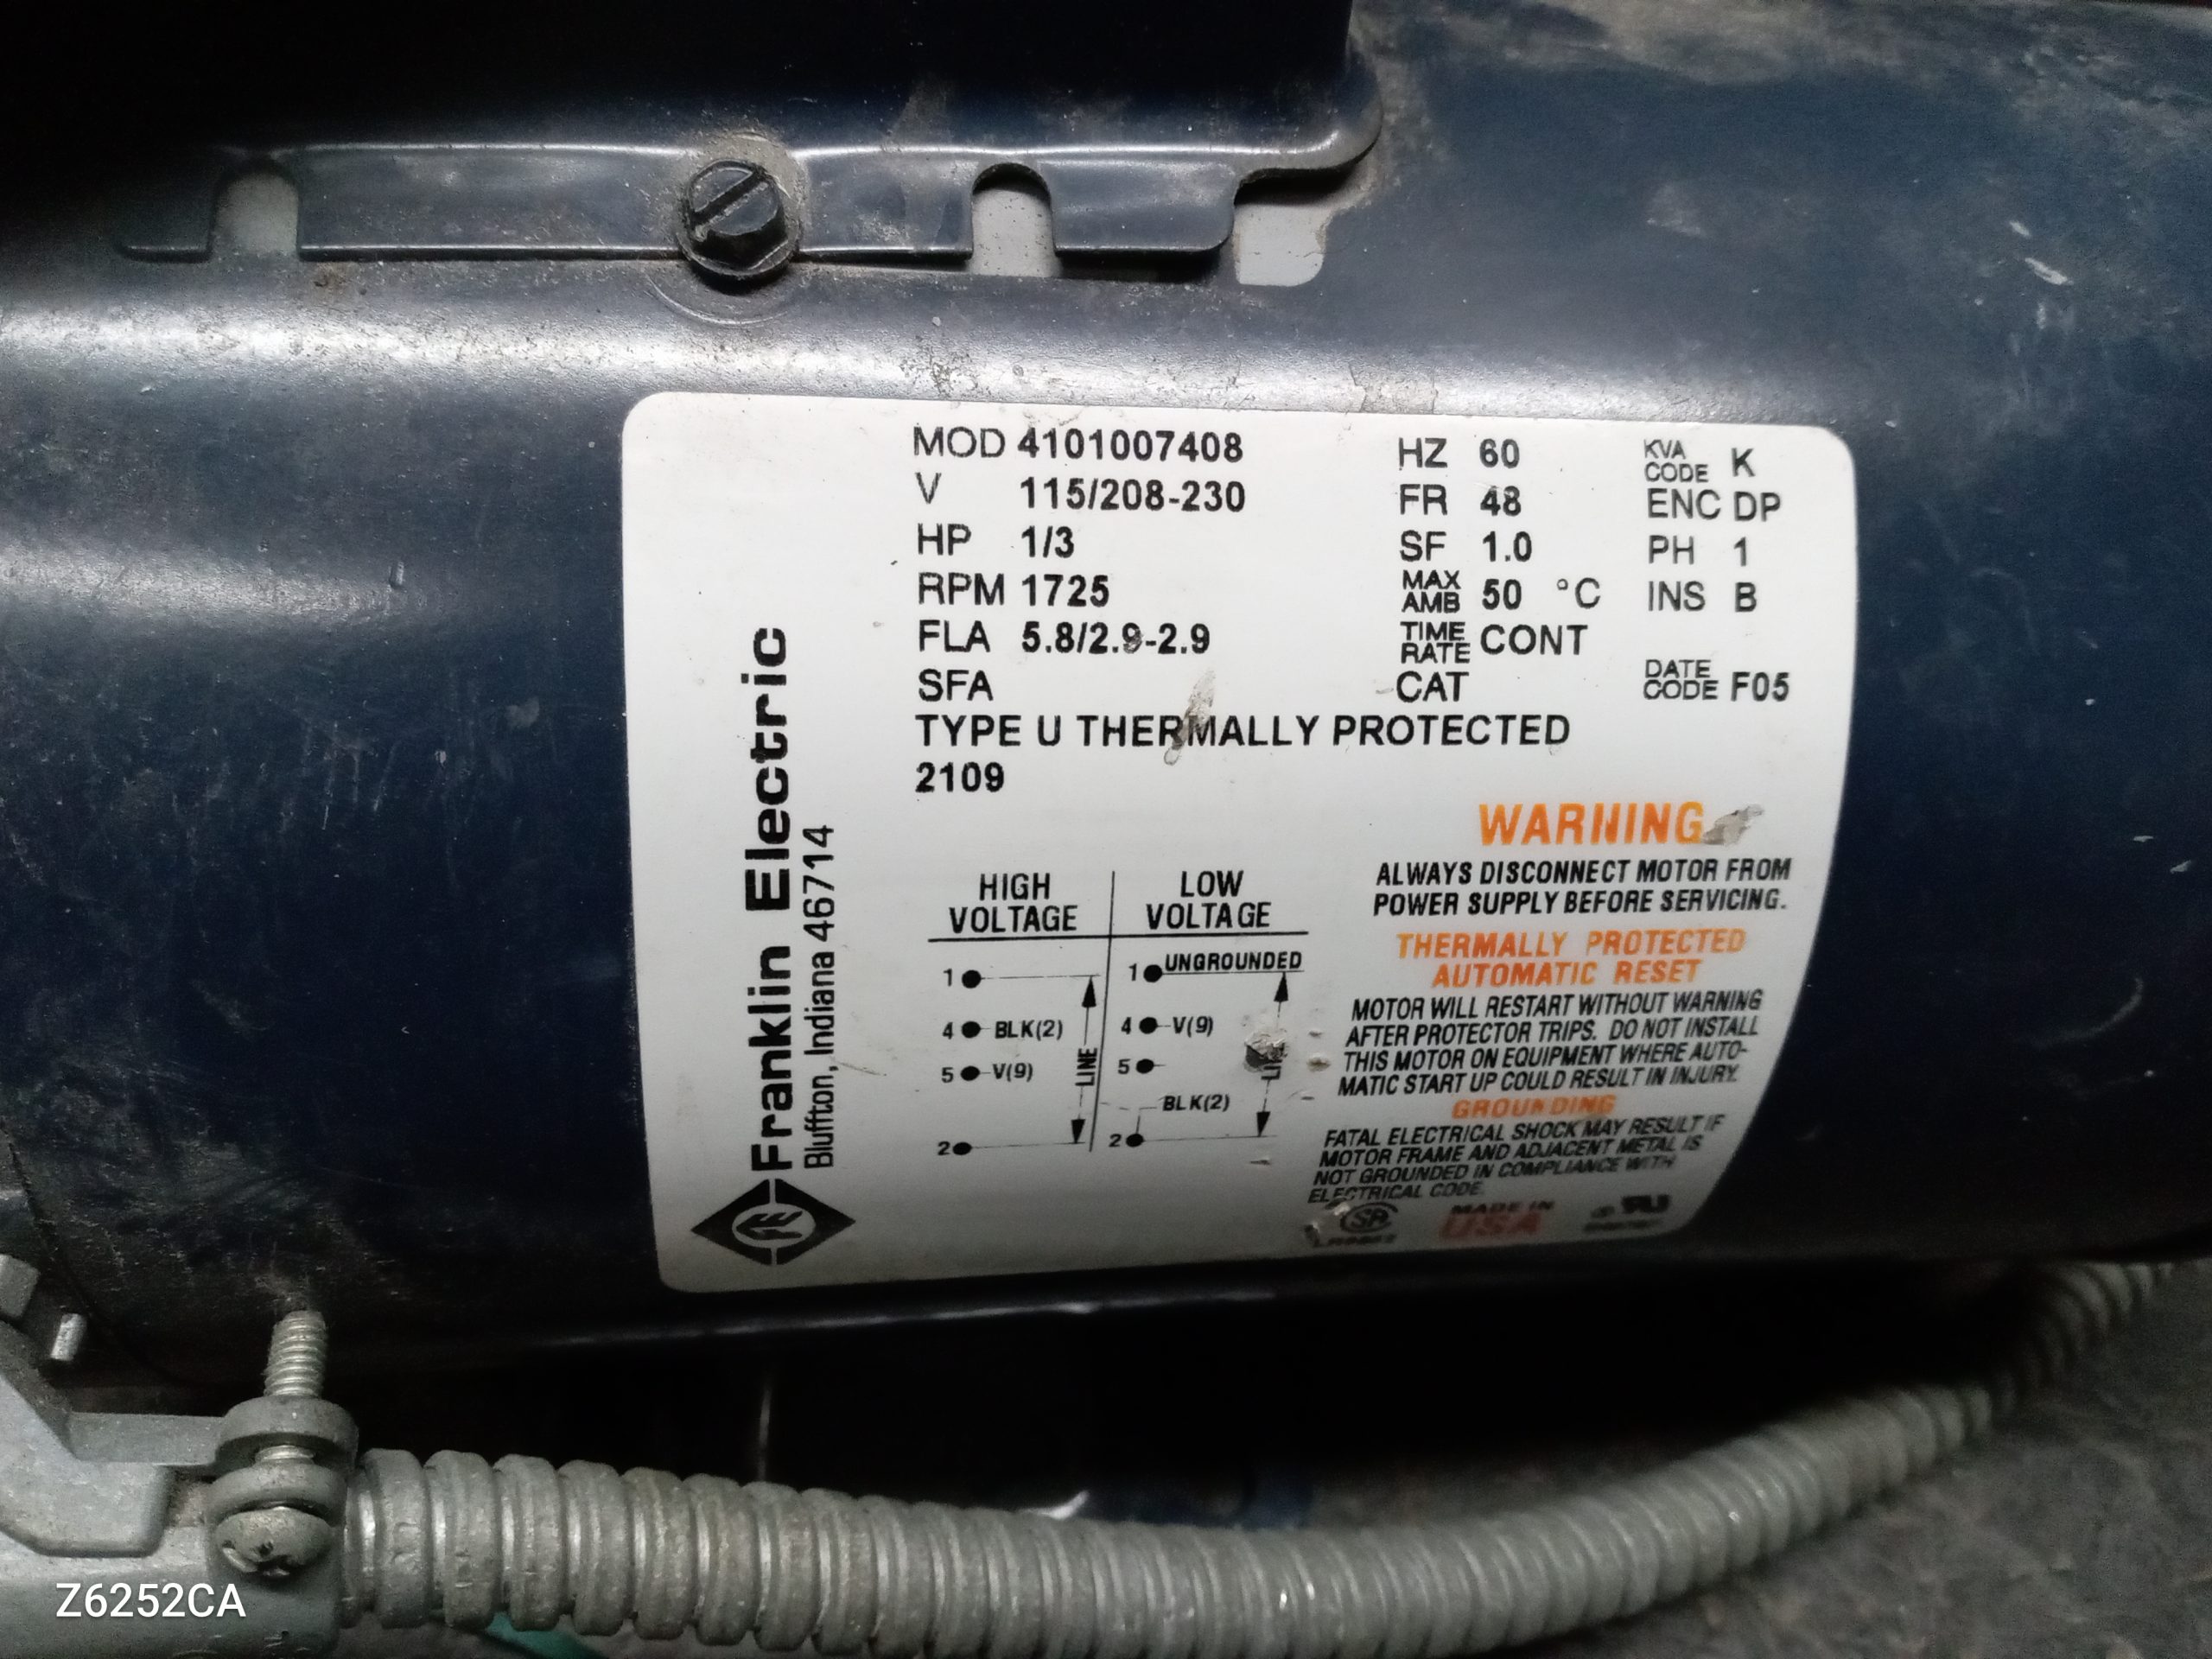 MOD 4101007408
V 115/208-230
HP 1/3
RPM 1725
FLA 5.8/2.9-2.9
SFA
HZ 60
FR 48
SF 1.0
MAX AMB 50 °C
TIME RATE CONT
CAT
KVA CODE K
ENC DP
PH 1
INS B
DATE CODE F05
TYPE U THERMALLY PROTECTED
2109
Franklin Electric
Bluffton, Indiana 46714
HIGH
VOLTAGE
1
4 BLK(2)
5 V(9)
2
LINE
LOW
VOLTAGE
1 UNGROUNDED
4 V(9)
5
BLK(2)
2
WARNING
ALWAYS DISCONNECT MOTOR FROM
POWER SUPPLY BEFORE SERVICING.
THERMALLY PROTECTED
AUTOMATIC RESET
MOTOR WILL RESTART WITHOUT WARNING
AFTER PROTECTOR TRIPS. DO NOT INSTALL
THIS MOTOR ON EQUIPMENT WHERE AUTO-
MATIC START UP COULD RESULT IN INJURY.
GROUNDING
FATAL ELECTRICAL SHOCK MAY RESULT IF
MOTOR FRAME AND ADJACENT METAL IS
NOT GROUNDED IN COMPLIANCE WITH
ELECTRICAL CODE.
MADE IN
USA
Z6252CA